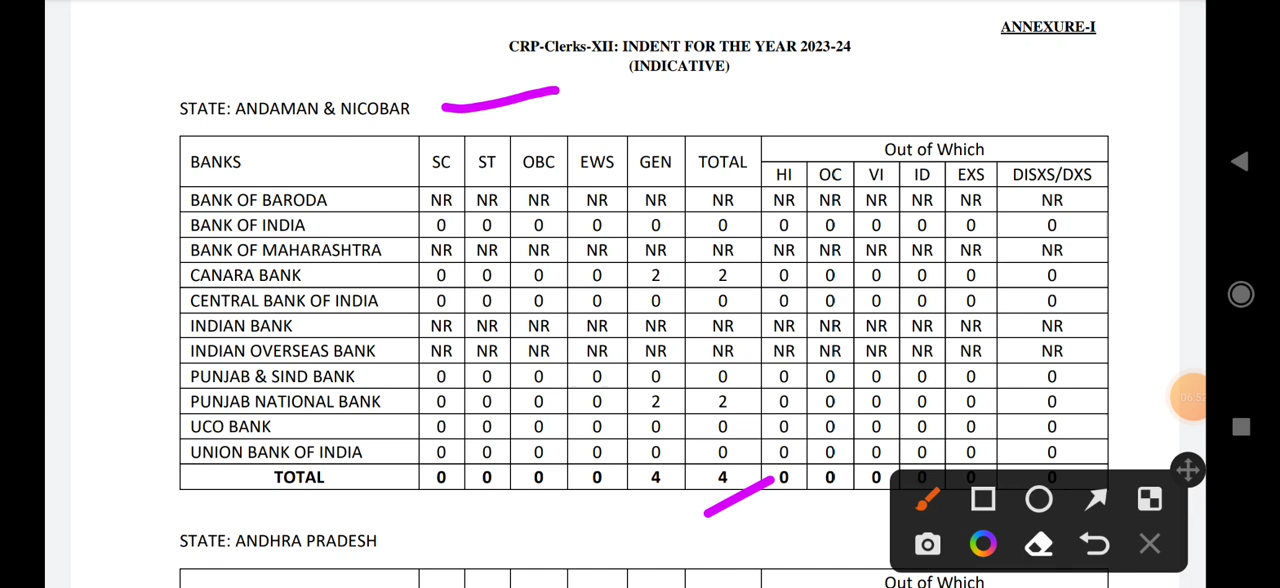 ANNEXURE-I
CRP-Clerks-XII: INDENT FOR THE YEAR 2023-24
(INDICATIVE)
STATE: ANDAMAN & NICOBAR
BANKS SC ST OBC EWS GEN TOTAL Out of Which
HI OC VI ID EXS DISXS/DXS
BANK OF BARODA NR NR NR NR NR NR NR NR NR NR NR NR
BANK OF INDIA 0 0 0 0 0 0 0 0 0 0 0 0
BANK OF MAHARASHTRA NR NR NR NR NR NR NR NR NR NR NR NR
CANARA BANK 0 0 0 0 2 2 0 0 0 0 0 0
CENTRAL BANK OF INDIA 0 0 0 0 0 0 0 0 0 0 0 0
INDIAN BANK NR NR NR NR NR NR NR NR NR NR NR NR
INDIAN OVERSEAS BANK NR NR NR NR NR NR NR NR NR NR NR NR
PUNJAB & SIND BANK 0 0 0 0 0 0 0 0 0 0 0 0
PUNJAB NATIONAL BANK 0 0 0 0 2 2 0 0 0 0 0 0
UCO BANK 0 0 0 0 0 0 0 0 0 0 0 0
UNION BANK OF INDIA 0 0 0 0 0 0 0 0 0 0 0 0
TOTAL 0 0 0 0 4 4 0 0 0 0 0 0
STATE: ANDHRA PRADESH
Out of Which